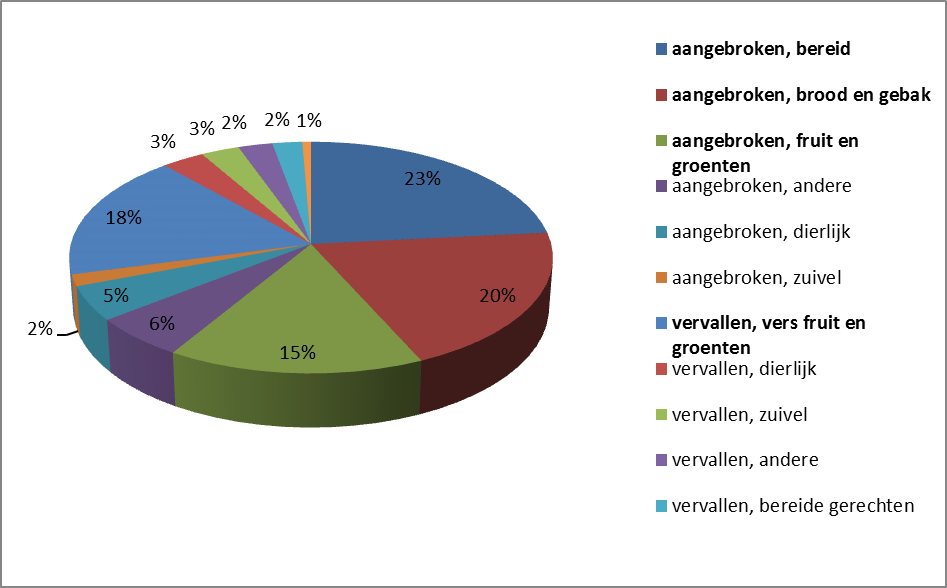 3%
3%
2%
2%
1%
23%
18%
20%
5%
6%
2%
15%
aangebroken, bereid
aangebroken, brood en gebak
aangebroken, fruit en
groenten
aangebroken, andere
aangebroken, dierlijk
aangebroken, zuivel
vervallen, vers fruit en
groenten
vervallen, dierlijk
vervallen, zuivel
vervallen, andere
vervallen, bereide gerechten